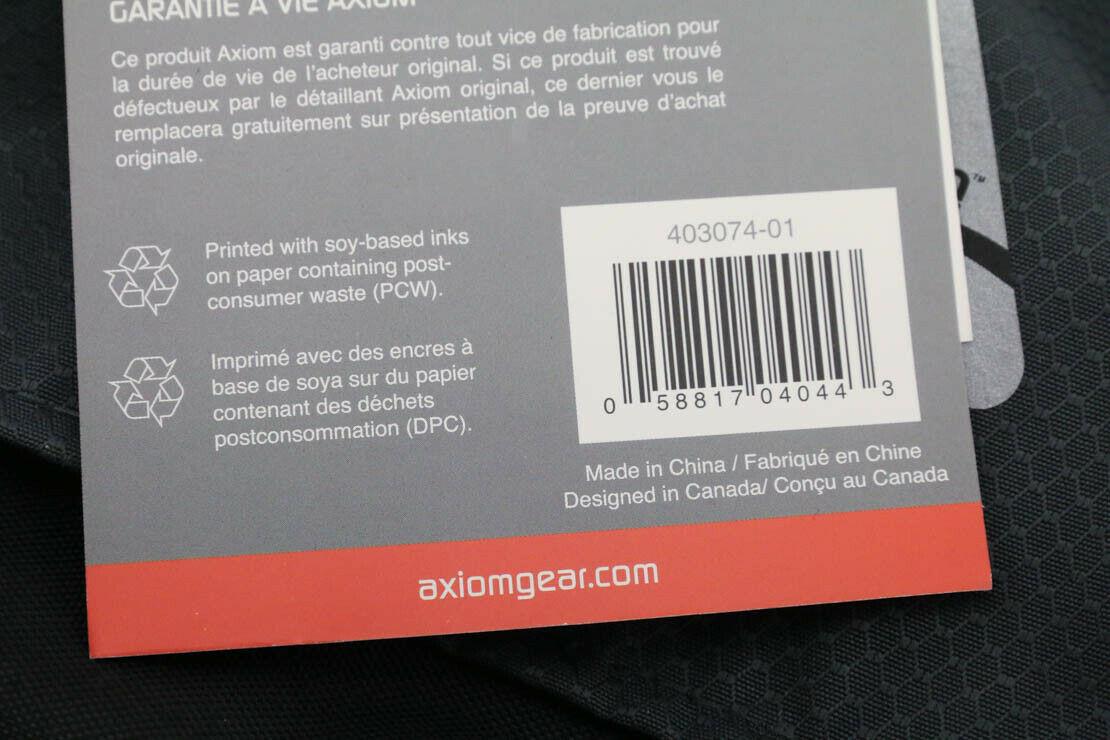 GARANTIE À VIE AXIOM
Ce produit Axiom est garanti contre tout vice de fabrication pour
la durée de vie de l'acheteur original. Si ce produit est trouvé
défectueux par le détaillant Axiom original, ce dernier vous le
remplacera gratuitement sur présentation de la preuve d'achat
originale.
Printed with soy-based inks
on paper containing post-
consumer waste (PCW).
Imprimé avec des encres à
base de soya sur du papier
contenant des déchets
postconsommation (DPC).
403074-01
0 58817 04044 3
Made in China / Fabriqué en Chine
Designed in Canada/ Conçu au Canada
axiomgear.com